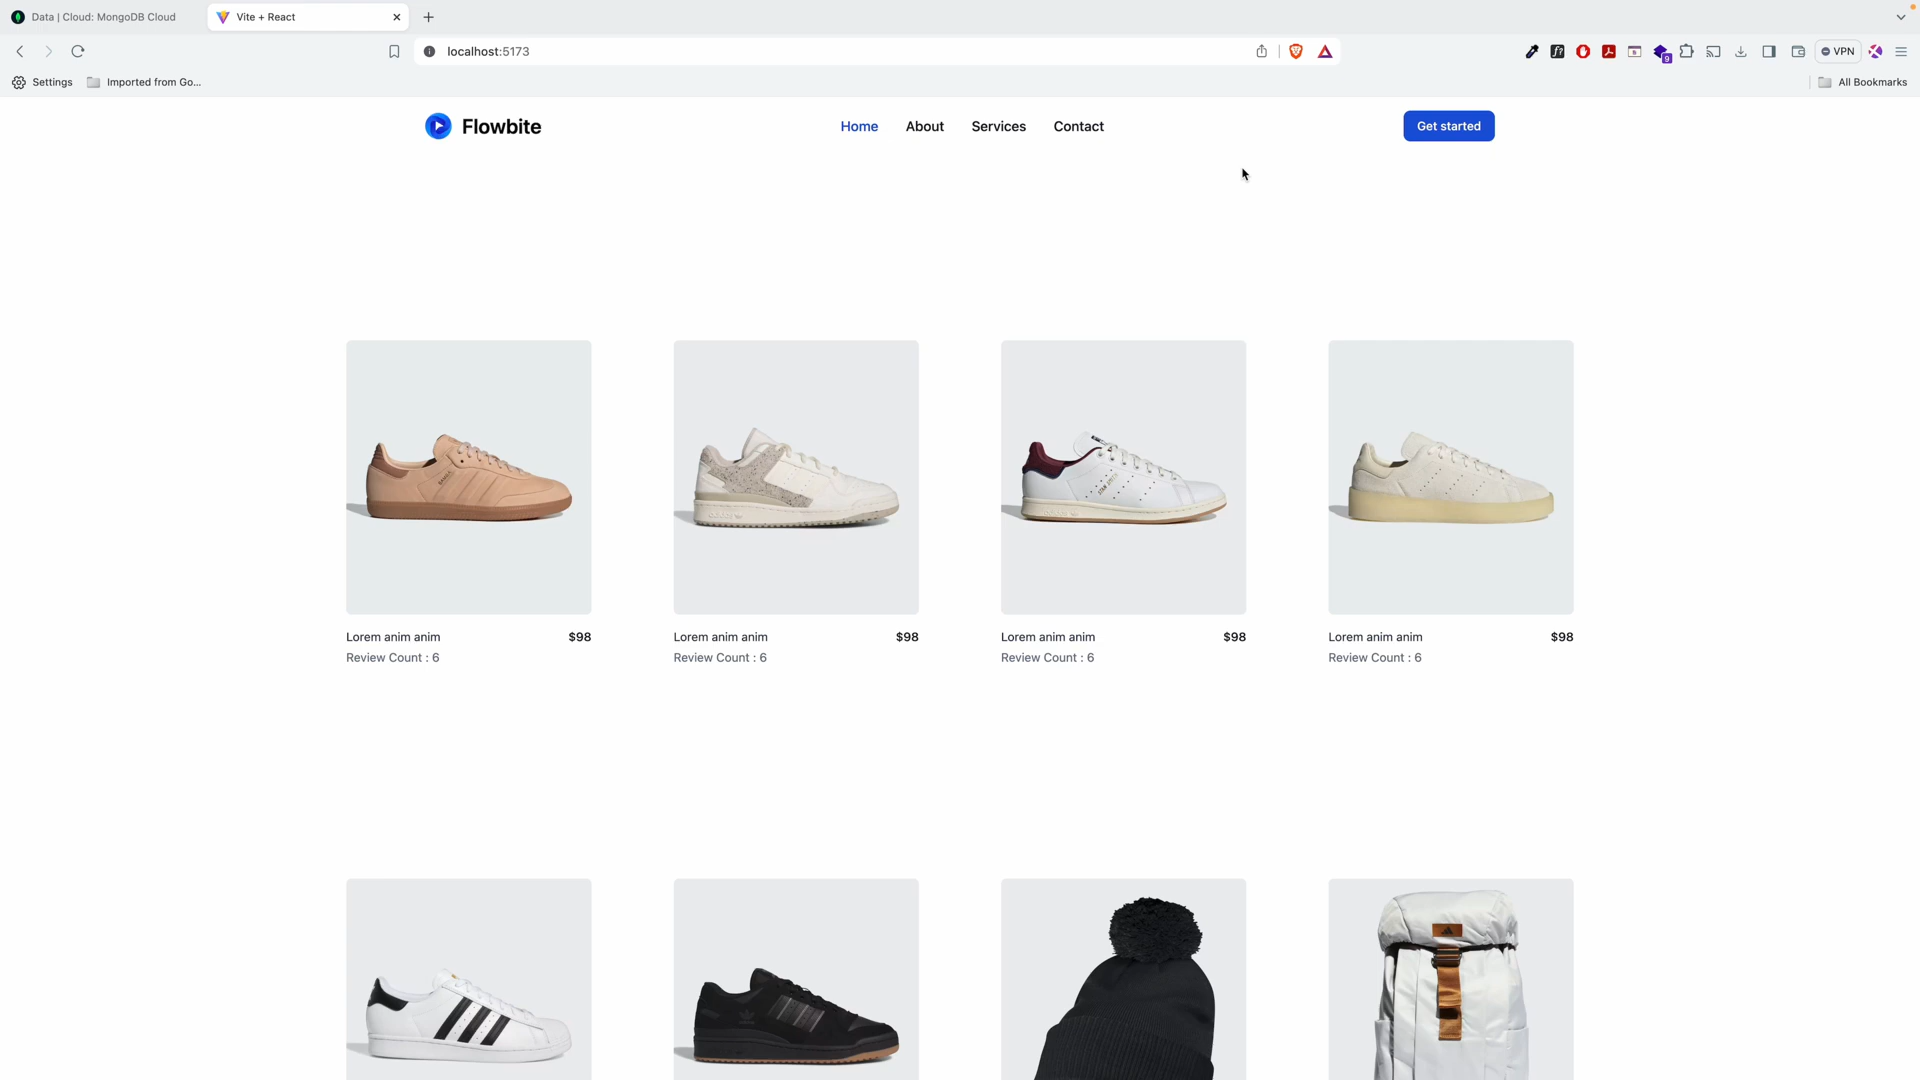 Data | Cloud: MongoDB Cloud
Vite + React
localhost:5173
VPN
Settings
Imported from Go...
All Bookmarks
Flowbite
Home
About
Services
Contact
Get started
Lorem anim anim
$98
Review Count : 6
Lorem anim anim
$98
Review Count : 6
Lorem anim anim
$98
Review Count : 6
Lorem anim anim
$98
Review Count : 6